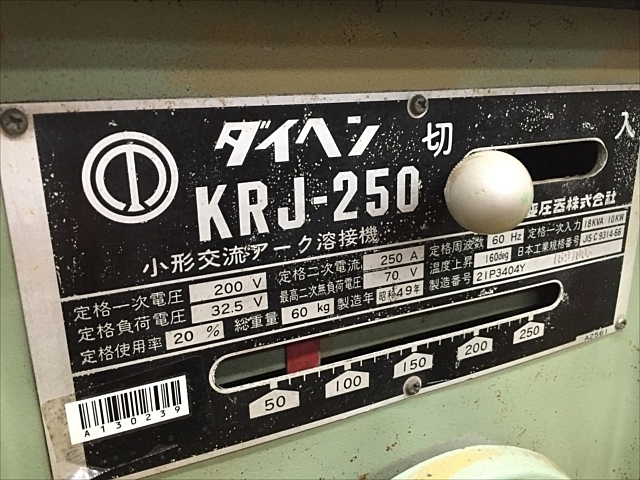 ダイヘン 切 入
KRJ-250
小形交流アーク溶接機 圧器株式会社
定格一次電圧 200 V 定格二次電流 250 A 定格周波数 60 Hz 定格一次入力 18KVA 10KW
定格負荷電圧 32.5 V 最高二次無負荷電圧 70 V 温度上昇 160deg 日本工業規格番号 JIS C 9314-66
定格使用率 20 % 総重量 60 kg 製造年 昭和49年 製造番号 21P3404Y
50 100 150 200 250
A2561
A130239